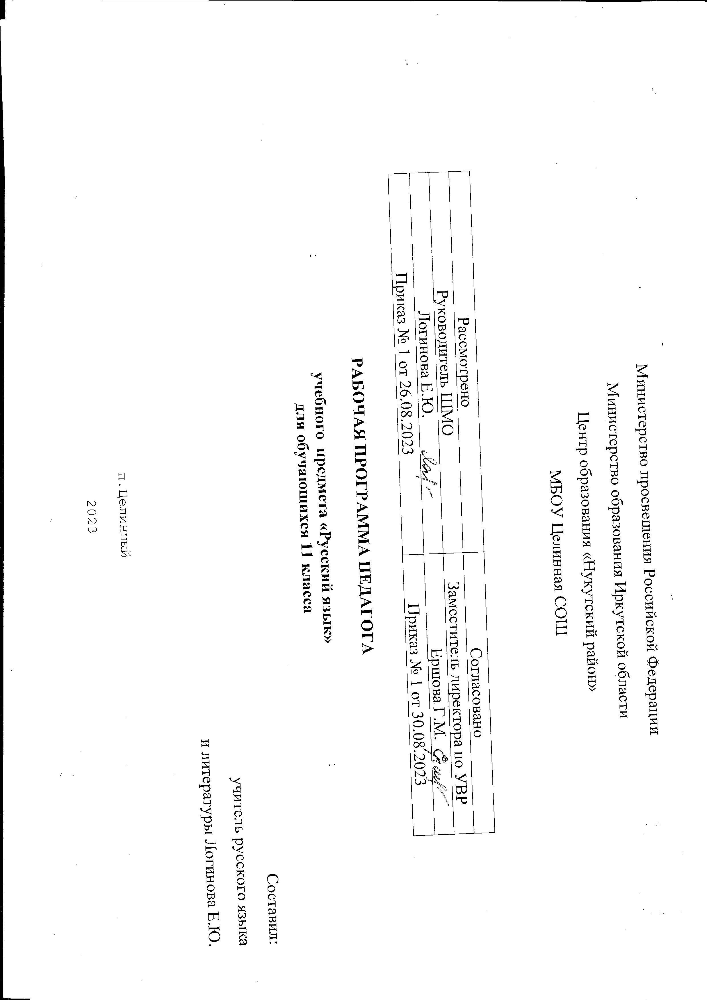 Министерство просвещения Российской Федерации
Министерство образования Иркутской области
Центр образования «Нукутский район»
МБОУ Целинная СОШ
Рассмотрено Согласовано
Руководитель ШМО Заместитель директора по УВР
Логинова Е.Ю. Ершова Г.М.
Приказ № 1 от 26.08.2023 Приказ № 1 от 30.08.2023
РАБОЧАЯ ПРОГРАММА ПЕДАГОГА
учебного предмета «Русский язык»
для обучающихся 11 класса
Составил:
учитель русского языка
и литературы Логинова Е.Ю.
п. Целинный
2023